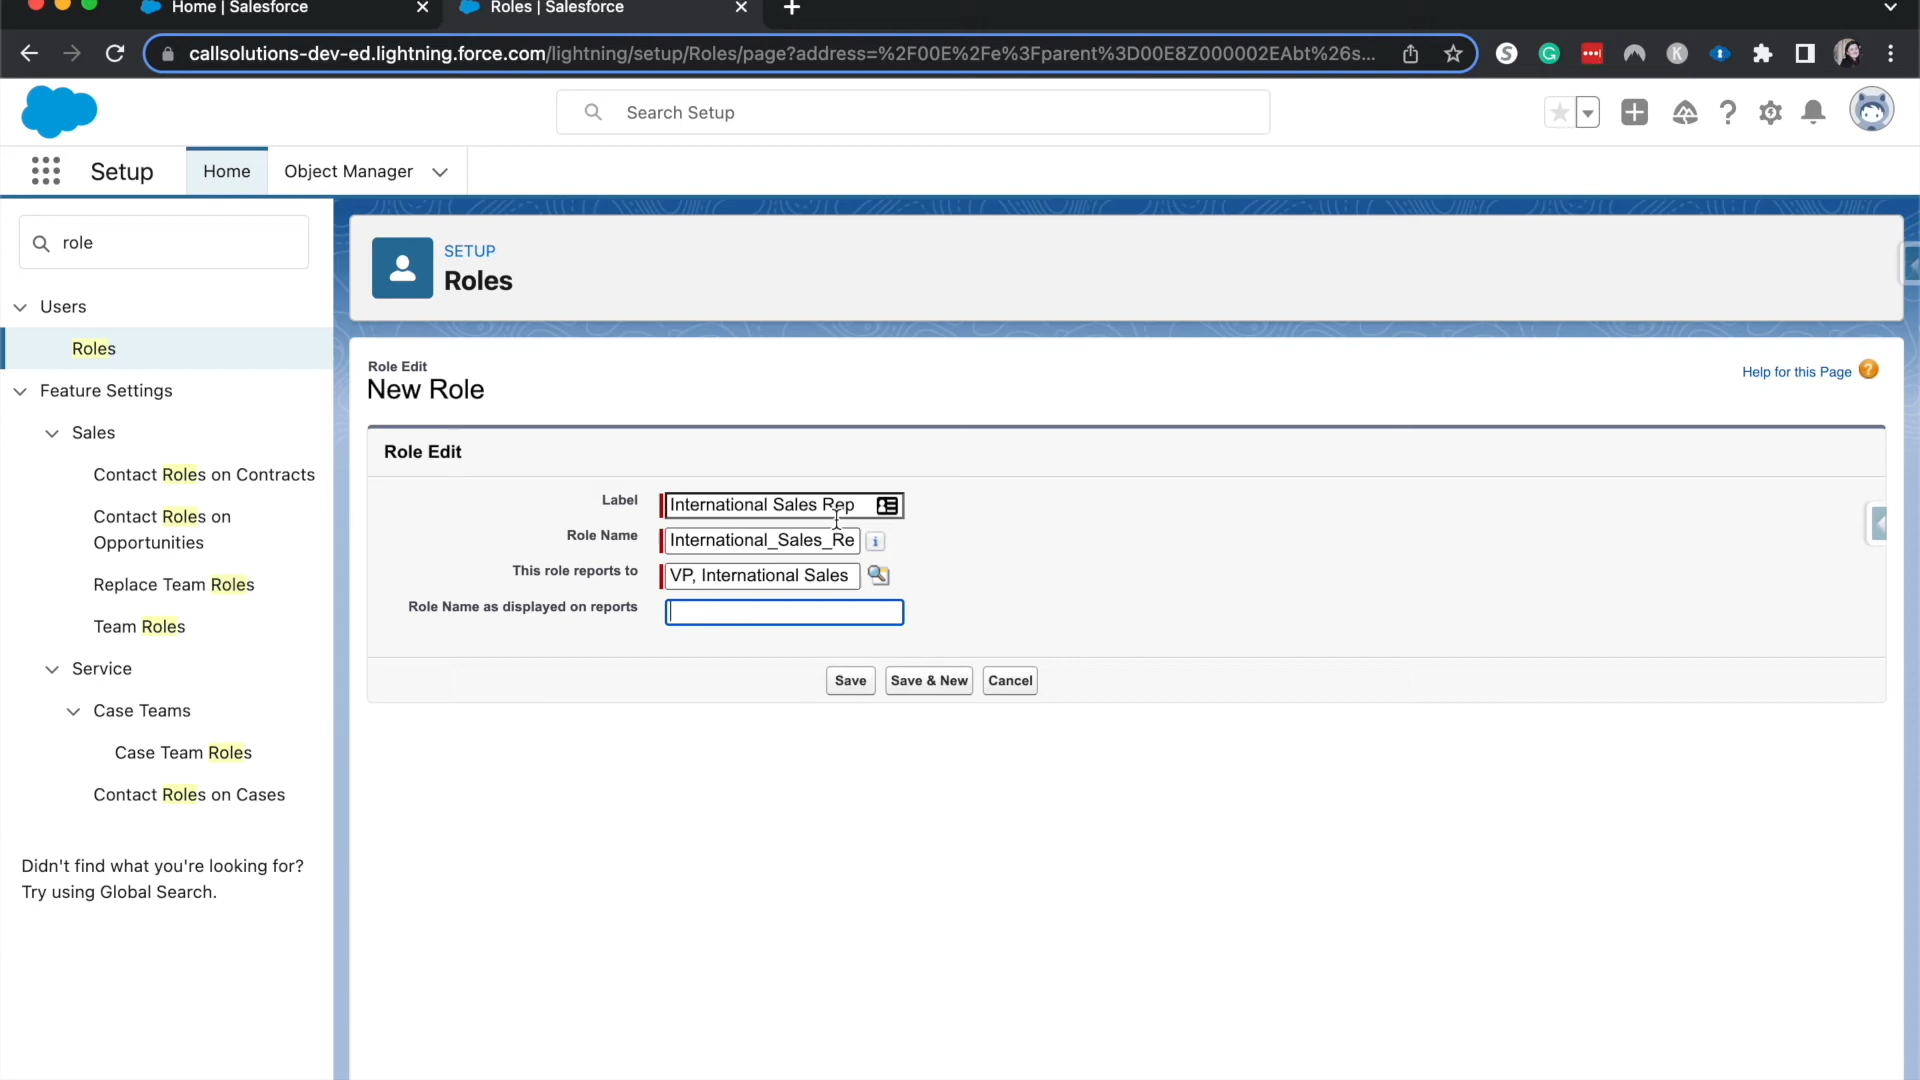 Home | Salesforce
Roles | Salesforce
callsolutions-dev-ed.lightning.force.com/lightning/setup/Roles/page?address=%2F00E%2Fe%3Fparent%3D00E8Z000002EAbt%26s...
Search Setup
Setup
Home
Object Manager
role
Users
Roles
Feature Settings
Sales
Contact Roles on Contracts
Contact Roles on
Opportunities
Replace Team Roles
Team Roles
Service
Case Teams
Case Team Roles
Contact Roles on Cases
Didn't find what you're looking for?
Try using Global Search.
SETUP
Roles
Role Edit
New Role
Help for this Page
Role Edit
Label
International Sales Rep
Role Name
International_Sales_Re
This role reports to
VP, International Sales
Role Name as displayed on reports
Save
Save & New
Cancel